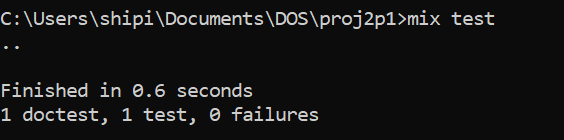 C:\Users\shipi\Documents\DOS\proj2p1>mix test
..
Finished in 0.6 seconds
1 doctest, 1 test, 0 failures